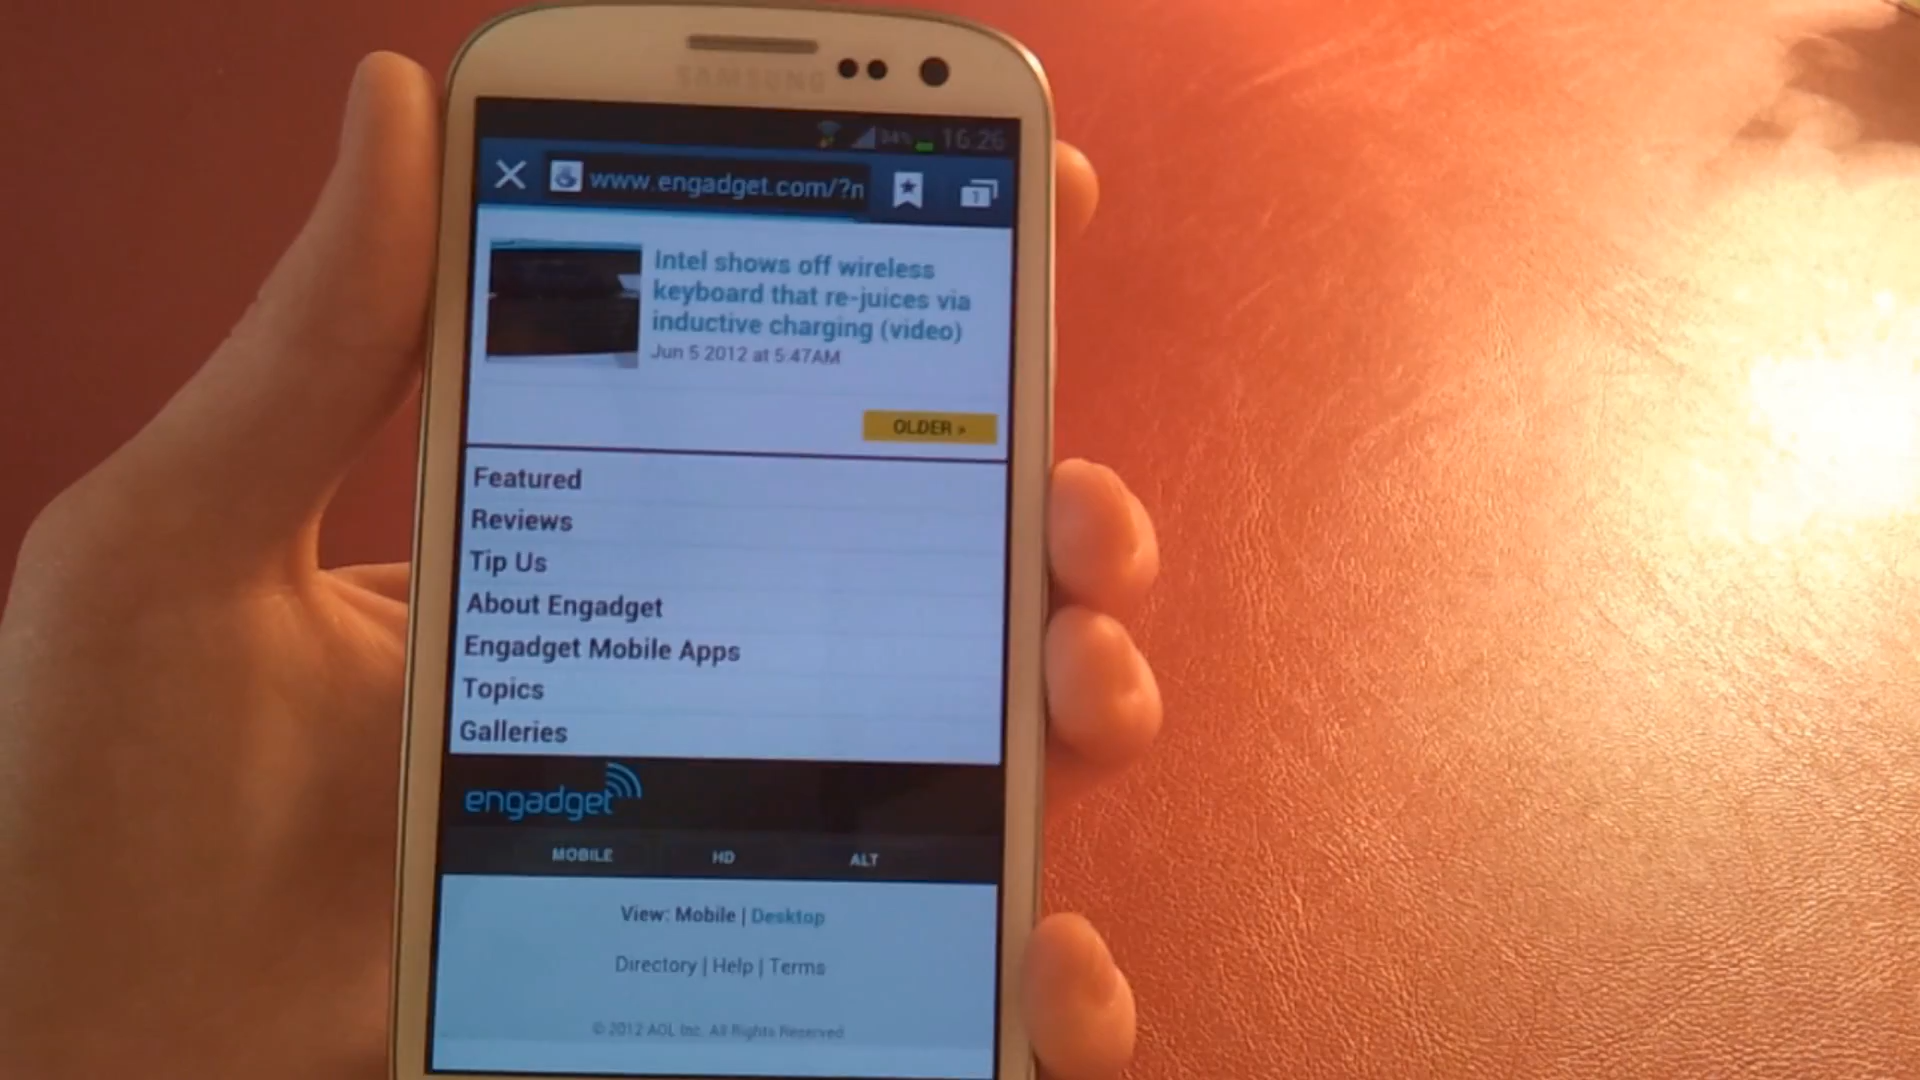 SAMSUNG
34% 16:26
www.engadget.com/?n
1
Intel shows off wireless
keyboard that re-juices via
inductive charging (video)
Jun 5 2012 at 5:47AM
OLDER »
Featured
Reviews
Tip Us
About Engadget
Engadget Mobile Apps
Topics
Galleries
engadget
MOBILE HD ALT
View: Mobile | Desktop
Directory | Help | Terms
© 2012 AOL Inc. All Rights Reserved